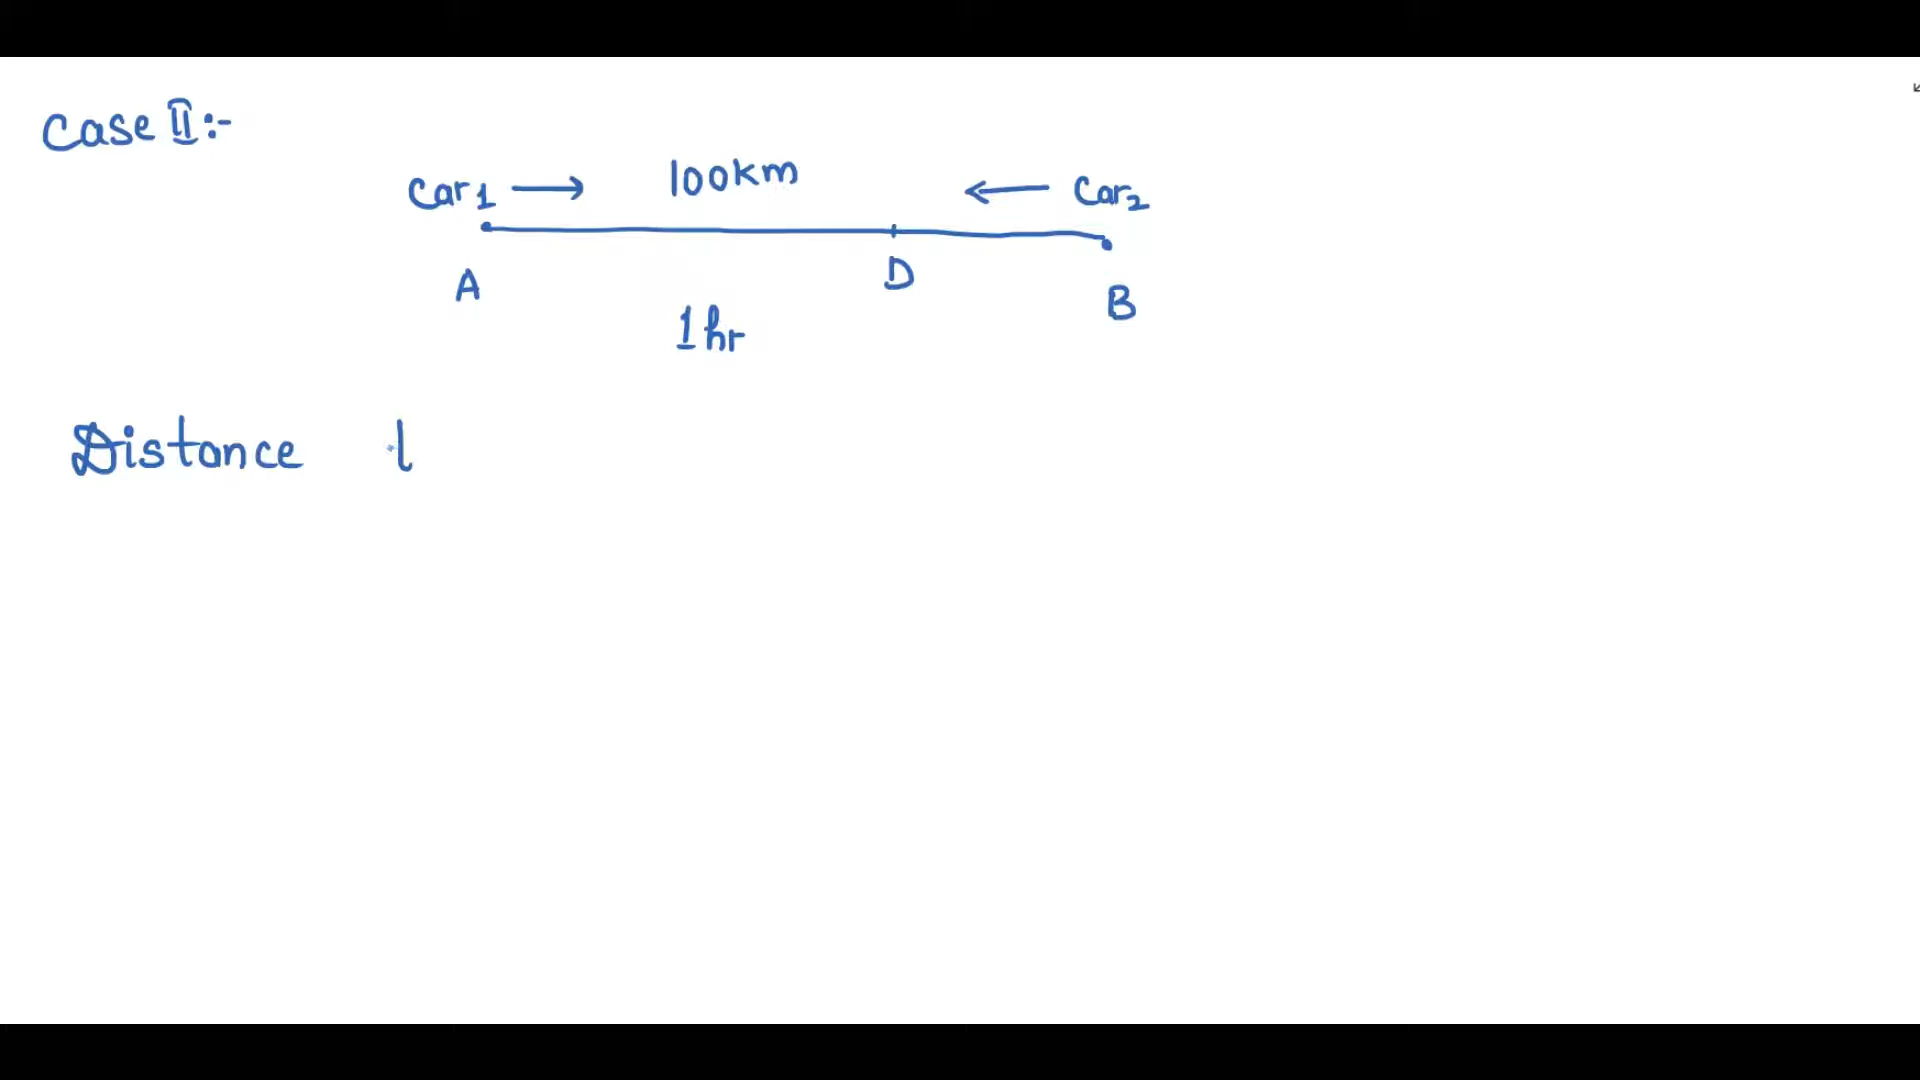 Case II:-
Car1 → 100km ← Car2
A D B
1hr
Distance